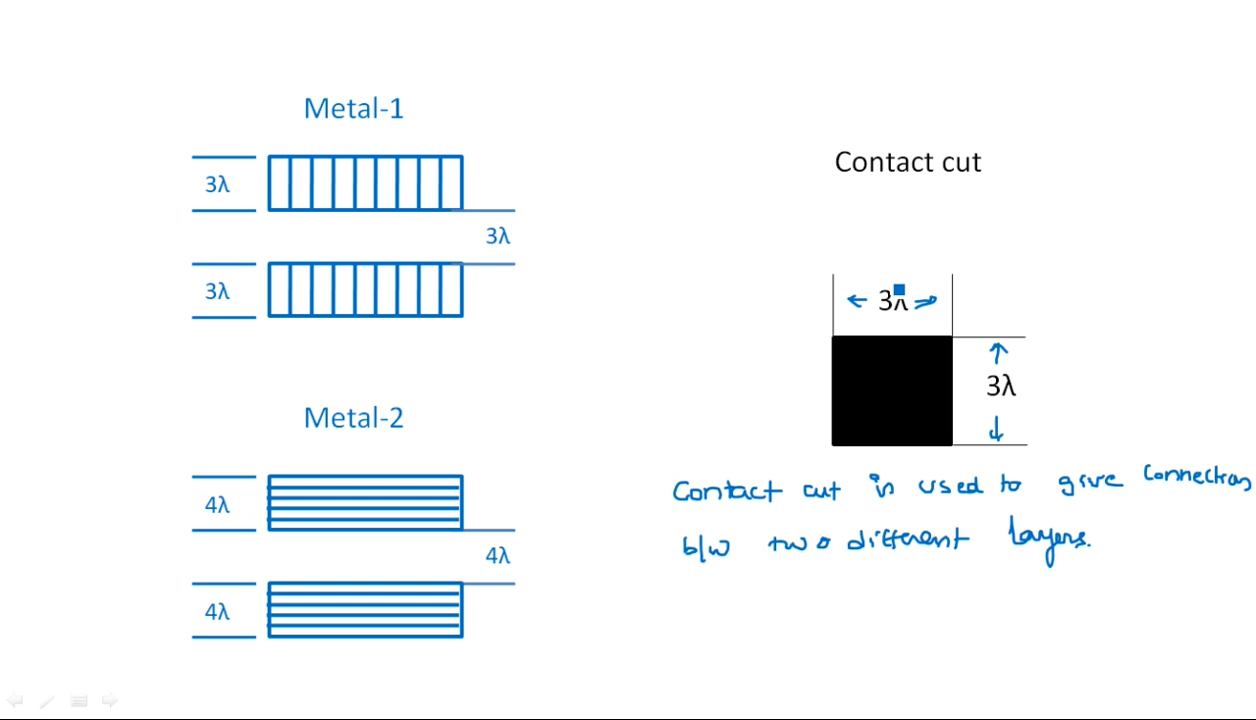 Metal-1
3λ
3λ
3λ
Metal-2
4λ
4λ
4λ
Contact cut
3λ
3λ
Contact cut is used to give connections
b/w two different layers.